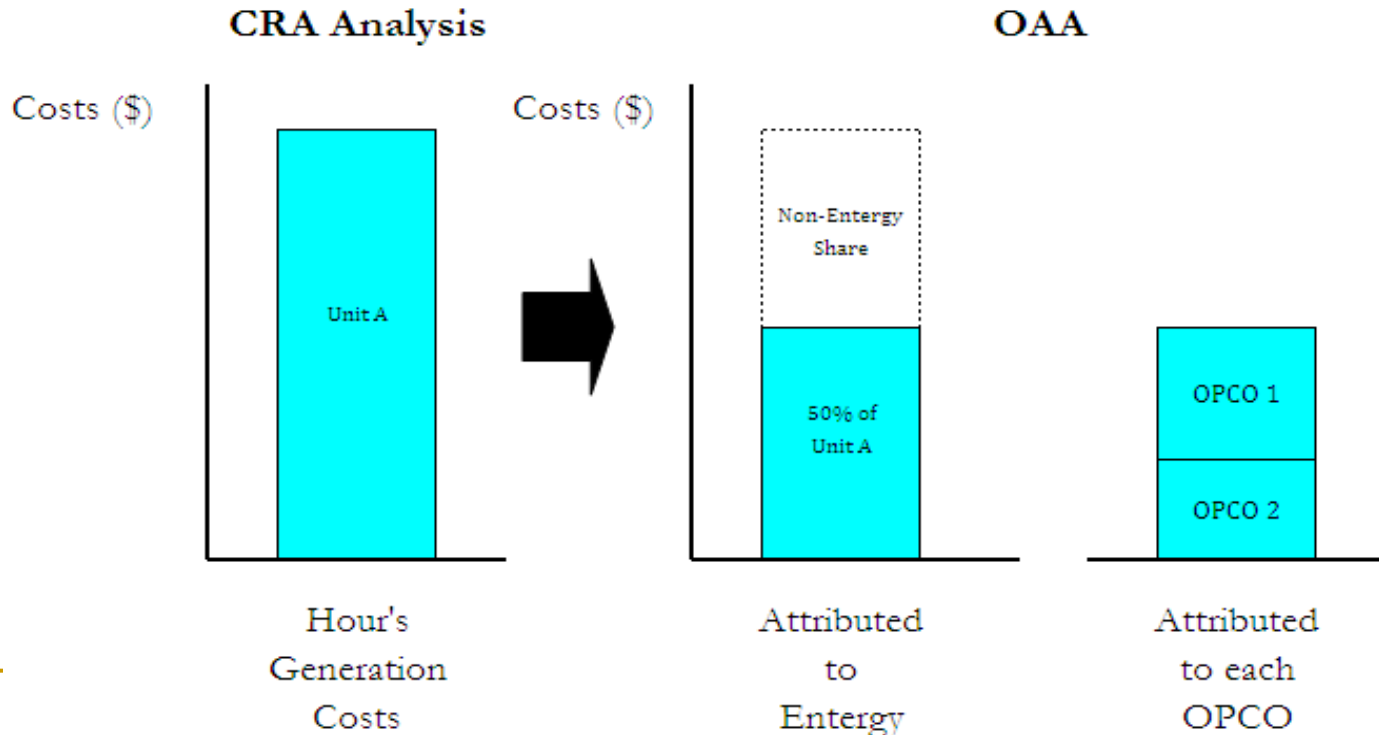 CRA Analysis
OAA
Costs ($)
Costs ($)
Unit A
Non-Entergy
Share
50% of
Unit A
OPCO 1
OPCO 2
Hour's
Generation
Costs
Attributed
to
Entergy
Attributed
to each
OPCO